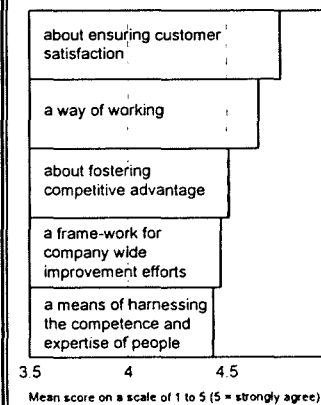 about ensuring customer
satisfaction
a way of working
about fostering
competitive advantage
a frame-work for
company wide
improvement efforts
a means of harnessing
the competence and
expertise of people
3.5 4 4.5
Mean score on a scale of 1 to 5 (5 = strongly agree)